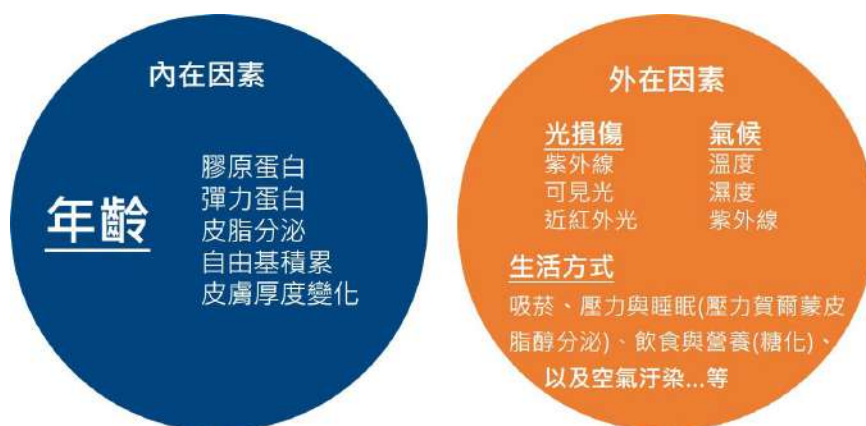 內在因素
年齡
膠原蛋白
彈力蛋白
皮脂分泌
自由基積累
皮膚厚度變化
外在因素
光損傷
紫外線
可見光
近紅外光
氣候
溫度
濕度
紫外線
生活方式
吸菸、壓力與睡眠(壓力賀爾蒙皮
脂醇分泌)、飲食與營養(糖化)、
以及空氣汙染...等